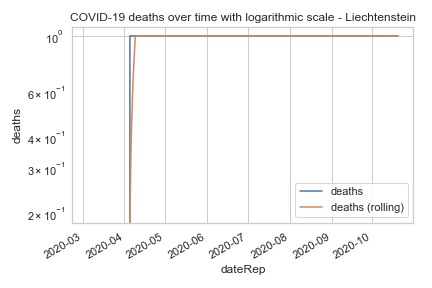 COVID-19 deaths over time with logarithmic scale - Liechtenstein
10⁰
6 × 10⁻¹
4 × 10⁻¹
3 × 10⁻¹
2 × 10⁻¹
deaths
deaths
deaths (rolling)
2020-03
2020-04
2020-05
2020-06
2020-07
2020-08
2020-09
2020-10
dateRep